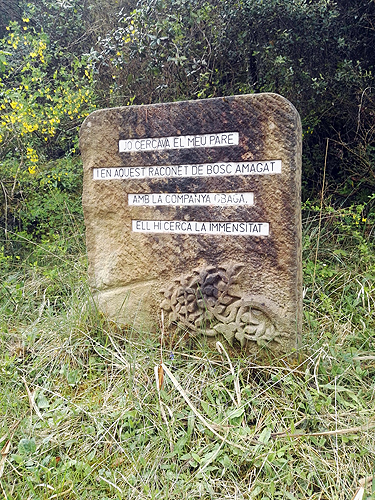 JO CERCAVA EL MEU PARE
TEN AQUEST RACONET DE BOSC AMAGAT
AMB LA COMPANYA OBAGA.
ELL HI CERCA LA IMMENSITAT